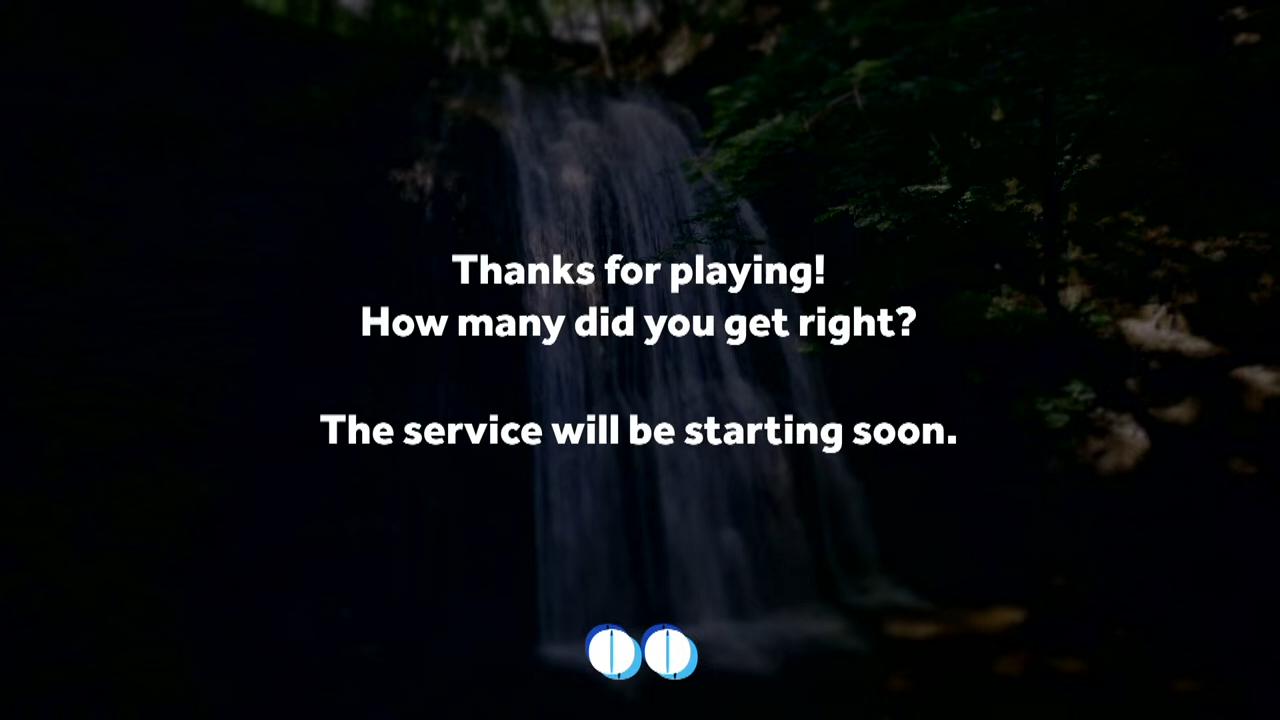 Thanks for playing!
How many did you get right?
The service will be starting soon.